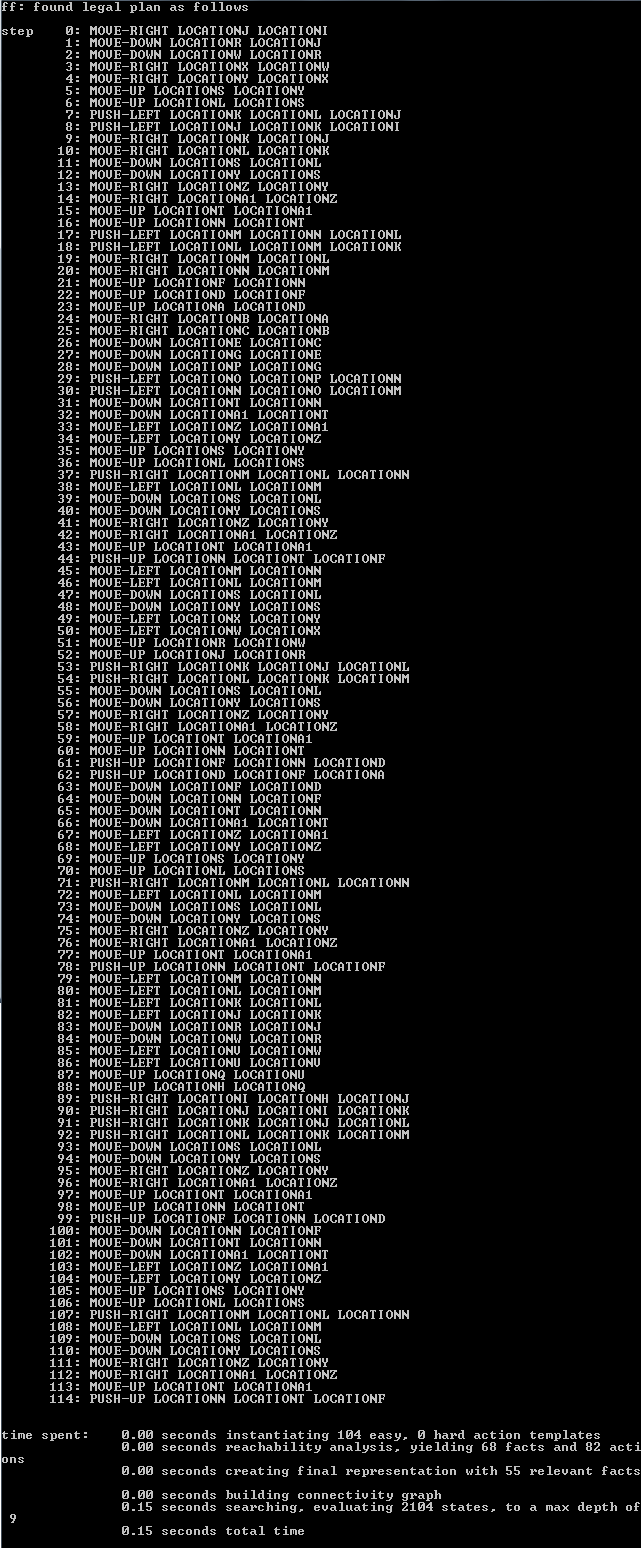 ff: found legal plan as follows
step    0: MOVE-RIGHT LOCATIONJ LOCATIONI
1: MOVE-DOWN LOCATIONR LOCATIONJ
2: MOVE-DOWN LOCATIONW LOCATIONR
3: MOVE-RIGHT LOCATIONX LOCATIONW
4: MOVE-RIGHT LOCATIONY LOCATIONX
5: MOVE-UP LOCATIONS LOCATIONY
6: MOVE-UP LOCATIONL LOCATIONS
7: PUSH-LEFT LOCATIONK LOCATIONL LOCATIONJ
8: PUSH-LEFT LOCATIONJ LOCATIONK LOCATIONI
9: MOVE-RIGHT LOCATIONK LOCATIONJ
10: MOVE-RIGHT LOCATIONL LOCATIONK
11: MOVE-DOWN LOCATIONS LOCATIONL
12: MOVE-DOWN LOCATIONY LOCATIONS
13: MOVE-RIGHT LOCATIONZ LOCATIONY
14: MOVE-RIGHT LOCATIONA1 LOCATIONZ
15: MOVE-UP LOCATIONT LOCATIONA1
16: MOVE-UP LOCATIONN LOCATIONT
17: PUSH-LEFT LOCATIONM LOCATIONN LOCATIONL
18: PUSH-LEFT LOCATIONL LOCATIONM LOCATIONK
19: MOVE-RIGHT LOCATIONM LOCATIONL
20: MOVE-RIGHT LOCATIONN LOCATIONM
21: MOVE-UP LOCATIONF LOCATIONN
22: MOVE-UP LOCATIOND LOCATIONF
23: MOVE-UP LOCATIONA LOCATIOND
24: MOVE-RIGHT LOCATIONB LOCATIONA
25: MOVE-RIGHT LOCATIONC LOCATIONB
26: MOVE-DOWN LOCATIONE LOCATIONC
27: MOVE-DOWN LOCATIONG LOCATIONE
28: MOVE-DOWN LOCATIONP LOCATIONG
29: PUSH-LEFT LOCATIONO LOCATIONP LOCATIONN
30: PUSH-LEFT LOCATIONN LOCATIONO LOCATIONM
31: MOVE-DOWN LOCATIONT LOCATIONN
32: MOVE-DOWN LOCATIONA1 LOCATIONT
33: MOVE-LEFT LOCATIONZ LOCATIONA1
34: MOVE-LEFT LOCATIONY LOCATIONZ
35: MOVE-UP LOCATIONS LOCATIONY
36: MOVE-UP LOCATIONL LOCATIONS
37: PUSH-RIGHT LOCATIONM LOCATIONL LOCATIONN
38: MOVE-LEFT LOCATIONL LOCATIONM
39: MOVE-DOWN LOCATIONS LOCATIONL
40: MOVE-DOWN LOCATIONY LOCATIONS
41: MOVE-RIGHT LOCATIONZ LOCATIONY
42: MOVE-RIGHT LOCATIONA1 LOCATIONZ
43: MOVE-UP LOCATIONT LOCATIONA1
44: PUSH-UP LOCATIONN LOCATIONT LOCATIONF
45: MOVE-LEFT LOCATIONM LOCATIONN
46: MOVE-LEFT LOCATIONL LOCATIONM
47: MOVE-DOWN LOCATIONS LOCATIONL
48: MOVE-DOWN LOCATIONY LOCATIONS
49: MOVE-LEFT LOCATIONX LOCATIONY
50: MOVE-LEFT LOCATIONW LOCATIONX
51: MOVE-UP LOCATIONR LOCATIONW
52: MOVE-UP LOCATIONJ LOCATIONR
53: PUSH-RIGHT LOCATIONK LOCATIONJ LOCATIONL
54: PUSH-RIGHT LOCATIONL LOCATIONK LOCATIONM
55: MOVE-DOWN LOCATIONS LOCATIONL
56: MOVE-DOWN LOCATIONY LOCATIONS
57: MOVE-RIGHT LOCATIONZ LOCATIONY
58: MOVE-RIGHT LOCATIONA1 LOCATIONZ
59: MOVE-UP LOCATIONT LOCATIONA1
60: MOVE-UP LOCATIONN LOCATIONT
61: PUSH-UP LOCATIONF LOCATIONN LOCATIOND
62: PUSH-UP LOCATIOND LOCATIONF LOCATIONA
63: MOVE-DOWN LOCATIONF LOCATIOND
64: MOVE-DOWN LOCATIONN LOCATIONF
65: MOVE-DOWN LOCATIONT LOCATIONN
66: MOVE-DOWN LOCATIONA1 LOCATIONT
67: MOVE-LEFT LOCATIONZ LOCATIONA1
68: MOVE-LEFT LOCATIONY LOCATIONZ
69: MOVE-UP LOCATIONS LOCATIONY
70: MOVE-UP LOCATIONL LOCATIONS
71: PUSH-RIGHT LOCATIONM LOCATIONL LOCATIONN
72: MOVE-LEFT LOCATIONL LOCATIONM
73: MOVE-DOWN LOCATIONS LOCATIONL
74: MOVE-DOWN LOCATIONY LOCATIONS
75: MOVE-RIGHT LOCATIONZ LOCATIONY
76: MOVE-RIGHT LOCATIONA1 LOCATIONZ
77: MOVE-UP LOCATIONT LOCATIONA1
78: PUSH-UP LOCATIONN LOCATIONT LOCATIONF
79: MOVE-LEFT LOCATIONM LOCATIONN
80: MOVE-LEFT LOCATIONL LOCATIONM
81: MOVE-LEFT LOCATIONK LOCATIONL
82: MOVE-LEFT LOCATIONJ LOCATIONK
83: MOVE-DOWN LOCATIONR LOCATIONJ
84: MOVE-DOWN LOCATIONW LOCATIONR
85: MOVE-LEFT LOCATIONV LOCATIONW
86: MOVE-LEFT LOCATIONU LOCATIONV
87: MOVE-UP LOCATIONQ LOCATIONU
88: MOVE-UP LOCATIONH LOCATIONQ
89: PUSH-RIGHT LOCATIONI LOCATIONH LOCATIONJ
90: PUSH-RIGHT LOCATIONJ LOCATIONI LOCATIONK
91: PUSH-RIGHT LOCATIONK LOCATIONJ LOCATIONL
92: PUSH-RIGHT LOCATIONL LOCATIONK LOCATIONM
93: MOVE-DOWN LOCATIONS LOCATIONL
94: MOVE-DOWN LOCATIONY LOCATIONS
95: MOVE-RIGHT LOCATIONZ LOCATIONY
96: MOVE-RIGHT LOCATIONA1 LOCATIONZ
97: MOVE-UP LOCATIONT LOCATIONA1
98: MOVE-UP LOCATIONN LOCATIONT
99: PUSH-UP LOCATIONF LOCATIONN LOCATIOND
100: MOVE-DOWN LOCATIONN LOCATIONF
101: MOVE-DOWN LOCATIONT LOCATIONN
102: MOVE-DOWN LOCATIONA1 LOCATIONT
103: MOVE-LEFT LOCATIONZ LOCATIONA1
104: MOVE-LEFT LOCATIONY LOCATIONZ
105: MOVE-UP LOCATIONS LOCATIONY
106: MOVE-UP LOCATIONL LOCATIONS
107: PUSH-RIGHT LOCATIONM LOCATIONL LOCATIONN
108: MOVE-LEFT LOCATIONL LOCATIONM
109: MOVE-DOWN LOCATIONS LOCATIONL
110: MOVE-DOWN LOCATIONY LOCATIONS
111: MOVE-RIGHT LOCATIONZ LOCATIONY
112: MOVE-RIGHT LOCATIONA1 LOCATIONZ
113: MOVE-UP LOCATIONT LOCATIONA1
114: PUSH-UP LOCATIONN LOCATIONT LOCATIONF
time spent:    0.00 seconds instantiating 104 easy, 0 hard action templates
0.00 seconds reachability analysis, yielding 68 facts and 82 acti
ons
0.00 seconds creating final representation with 55 relevant facts
0.00 seconds building connectivity graph
0.15 seconds searching, evaluating 2104 states, to a max depth of
9
0.15 seconds total time